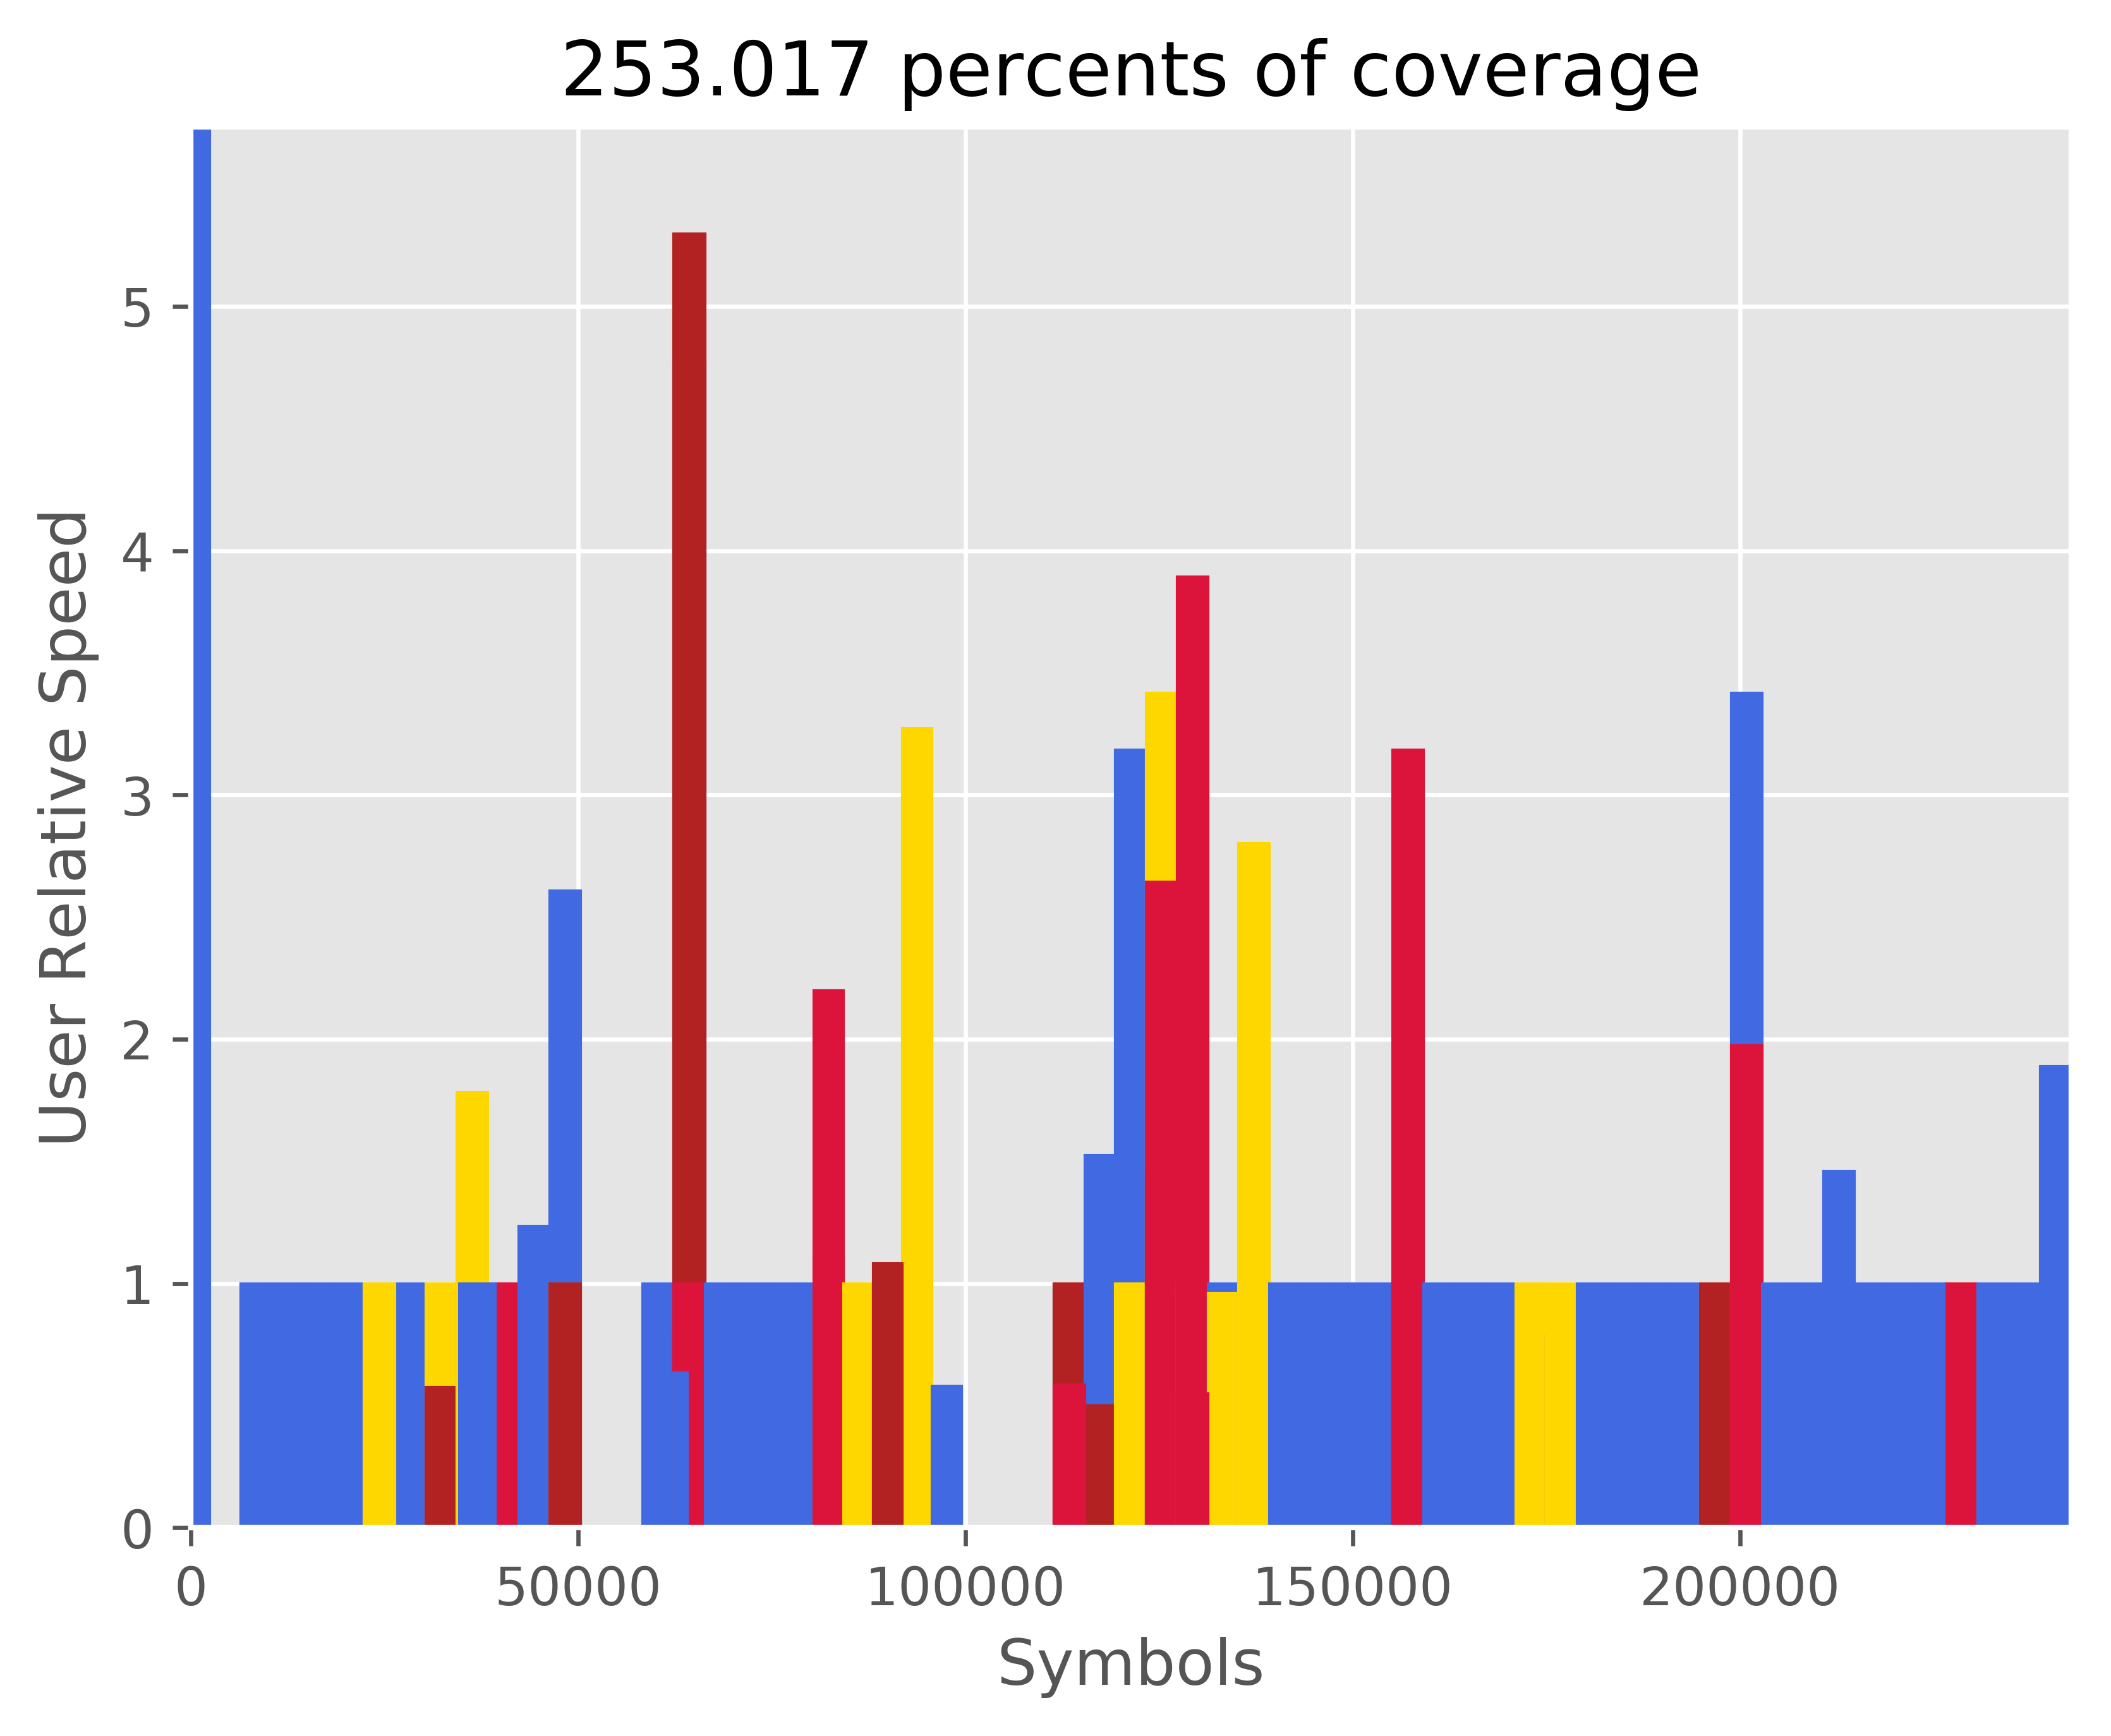 253.017 percents of coverage
User Relative Speed
5
4
3
2
1
0
0 50000 100000 150000 200000
Symbols